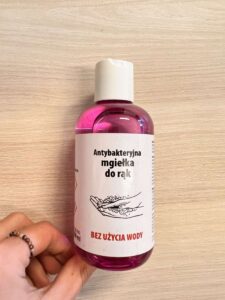 Antybakteryjna
mgiełka
do rąk
BEZ UŻYCIA WODY